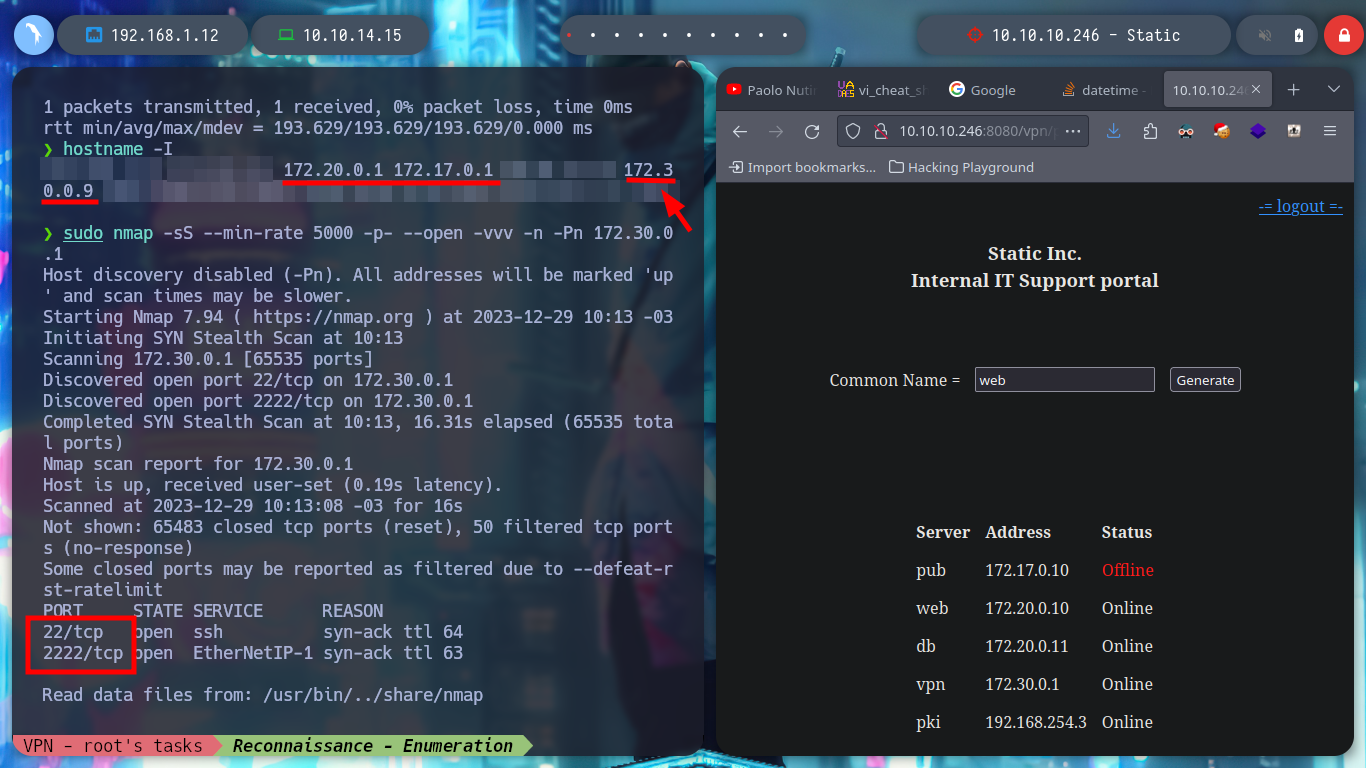 192.168.1.12
10.10.14.15
10.10.10.246 - Static
1 packets transmitted, 1 received, 0% packet loss, time 0ms
rtt min/avg/max/mdev = 193.629/193.629/193.629/0.000 ms
❯ hostname -I
172.20.0.1 172.17.0.1 172.3
0.0.9
❯ sudo nmap -sS --min-rate 5000 -p- --open -vvv -n -Pn 172.30.0
.1
Host discovery disabled (-Pn). All addresses will be marked 'up
' and scan times may be slower.
Starting Nmap 7.94 ( https://nmap.org ) at 2023-12-29 10:13 -03
Initiating SYN Stealth Scan at 10:13
Scanning 172.30.0.1 [65535 ports]
Discovered open port 22/tcp on 172.30.0.1
Discovered open port 2222/tcp on 172.30.0.1
Completed SYN Stealth Scan at 10:13, 16.31s elapsed (65535 tota
l ports)
Nmap scan report for 172.30.0.1
Host is up, received user-set (0.19s latency).
Scanned at 2023-12-29 10:13:08 -03 for 16s
Not shown: 65483 closed tcp ports (reset), 50 filtered tcp port
s (no-response)
Some closed ports may be reported as filtered due to --defeat-r
st-ratelimit
PORT STATE SERVICE REASON
22/tcp open ssh syn-ack ttl 64
2222/tcp open EtherNetIP-1 syn-ack ttl 63
Read data files from: /usr/bin/../share/nmap
VPN - root's tasks Reconnaissance - Enumeration
Paolo Nuti vi_cheat_sh Google datetime - 10.10.10.246
10.10.10.246:8080/vpn/
Import bookmarks... Hacking Playground
-= logout =-
Static Inc.
Internal IT Support portal
Common Name = web Generate
Server Address Status
pub 172.17.0.10 Offline
web 172.20.0.10 Online
db 172.20.0.11 Online
vpn 172.30.0.1 Online
pki 192.168.254.3 Online